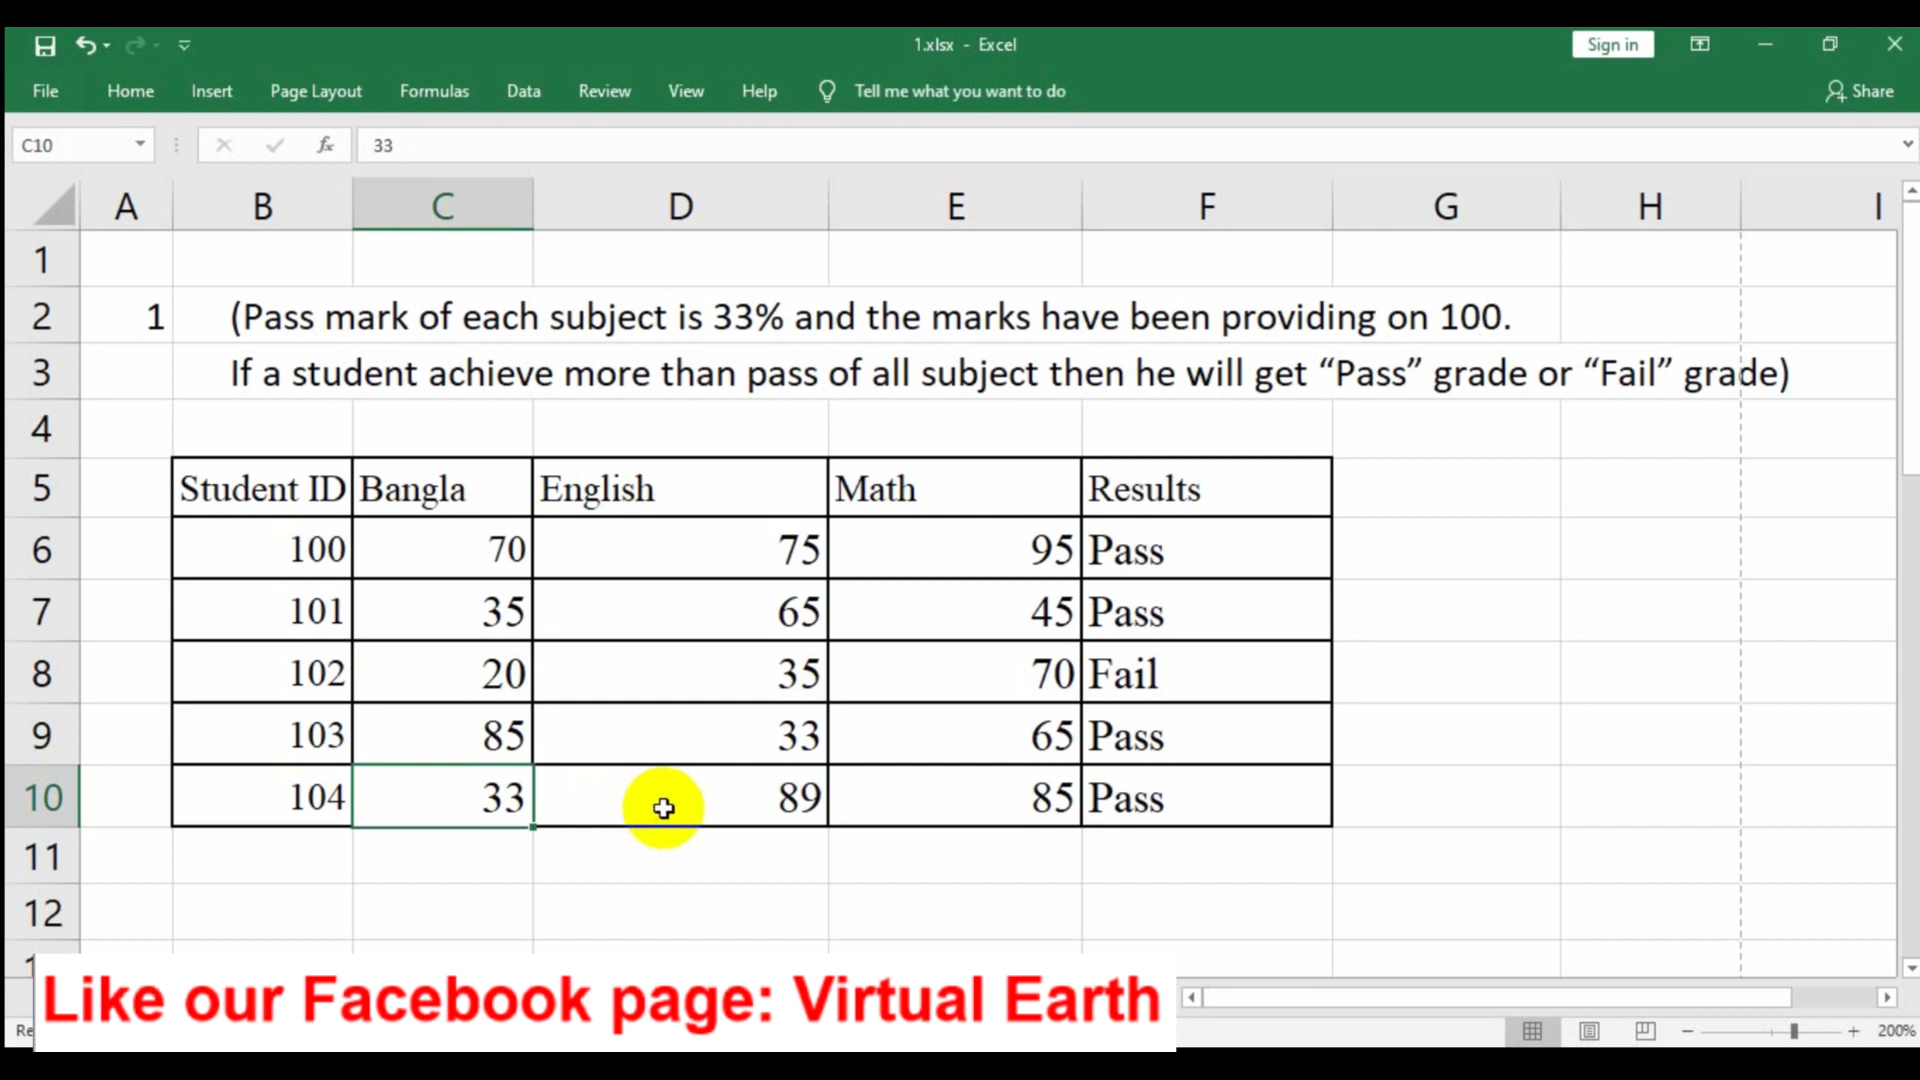 1.xlsx - Excel
Sign in
File Home Insert Page Layout Formulas Data Review View Help Tell me what you want to do Share
C10 fx 33
A B C D E F G H I
1
2 1 (Pass mark of each subject is 33% and the marks have been providing on 100.
3 If a student achieve more than pass of all subject then he will get “Pass” grade or “Fail” grade)
4
5 Student ID Bangla English Math Results
6 100 70 75 95 Pass
7 101 35 65 45 Pass
8 102 20 35 70 Fail
9 103 85 33 65 Pass
10 104 33 89 85 Pass
11
12
Like our Facebook page: Virtual Earth
200%